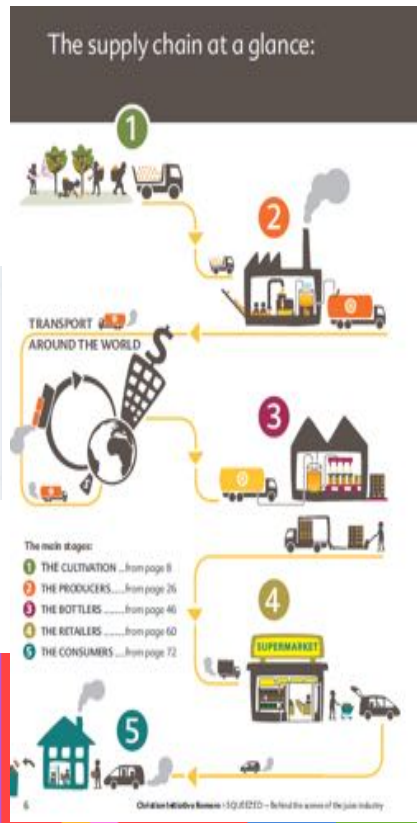 The supply chain at a glance:
1
2
TRANSPORT
AROUND THE WORLD
$
3
The main stages:
1 THE CULTIVATION ...from page 8
2 THE PRODUCERS......from page 26
3 THE BOTTLERS .........from page 46
4 THE RETAILERS .........from page 60
5 THE CONSUMERS ...from page 72
4
SUPERMARKET
5
6
Christian Initiative Romero • SQUEEZED – Behind the scenes of the juice industry